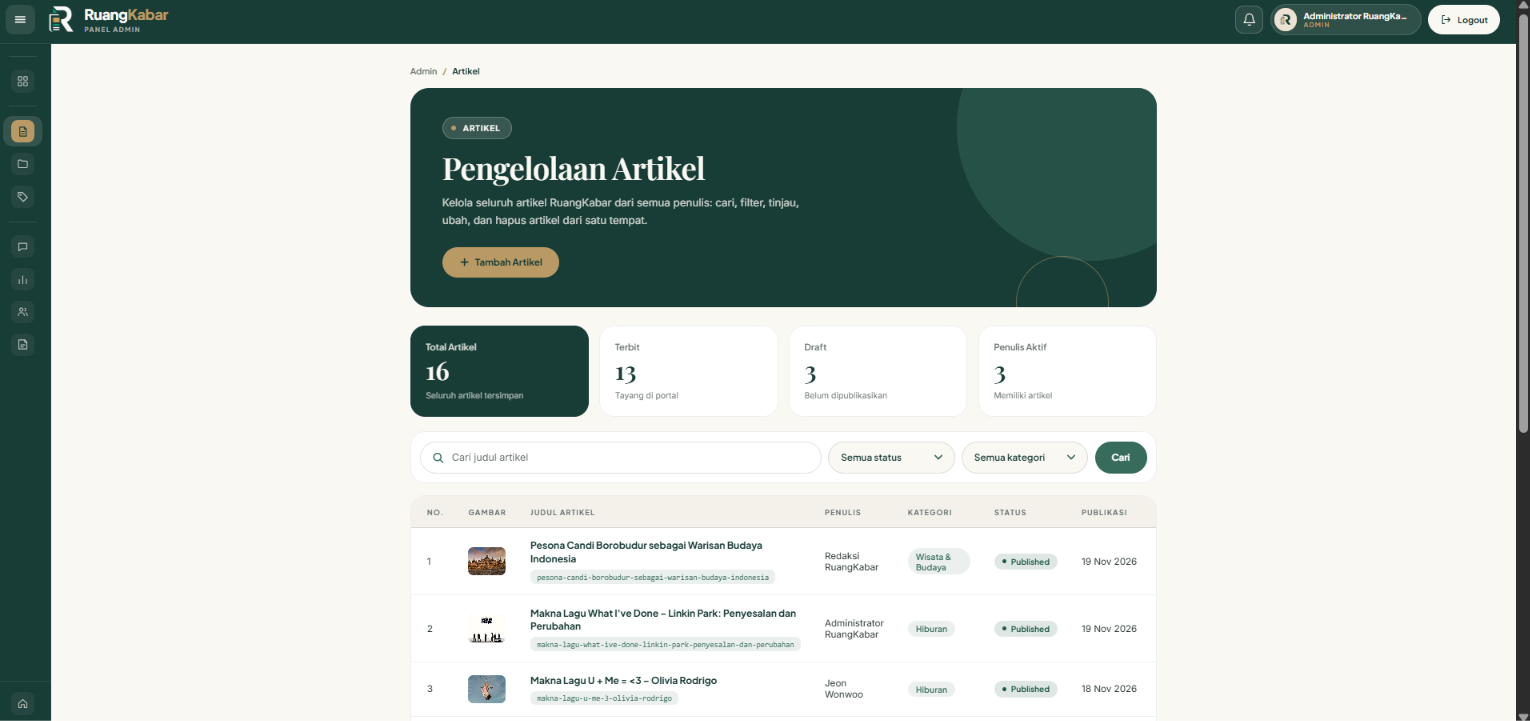 RuangKabar
PANEL ADMIN
Administrator RuangKa...
ADMIN
Logout
Admin / Artikel
ARTIKEL
Pengelolaan Artikel
Kelola seluruh artikel RuangKabar dari semua penulis: cari, filter, tinjau,
ubah, dan hapus artikel dari satu tempat.
+ Tambah Artikel
Total Artikel
16
Seluruh artikel tersimpan
Terbit
13
Tayang di portal
Draft
3
Belum dipublikasikan
Penulis Aktif
3
Memiliki artikel
Cari judul artikel
Semua status
Semua kategori
Cari
NO. GAMBAR JUDUL ARTIKEL PENULIS KATEGORI STATUS PUBLIKASI
1
Pesona Candi Borobudur sebagai Warisan Budaya
Indonesia
pesona-candi-borobudur-sebagai-warisan-budaya-indonesia
Redaksi
RuangKabar
Wisata &
Budaya
Published
19 Nov 2026
2
Makna Lagu What I've Done – Linkin Park: Penyesalan dan
Perubahan
makna-lagu-what-ive-done-linkin-park-penyesalan-dan-perubahan
Administrator
RuangKabar
Hiburan
Published
19 Nov 2026
3
Makna Lagu U + Me = <3 – Olivia Rodrigo
makna-lagu-u-me-3-olivia-rodrigo
Jeon
Wonwoo
Hiburan
Published
18 Nov 2026